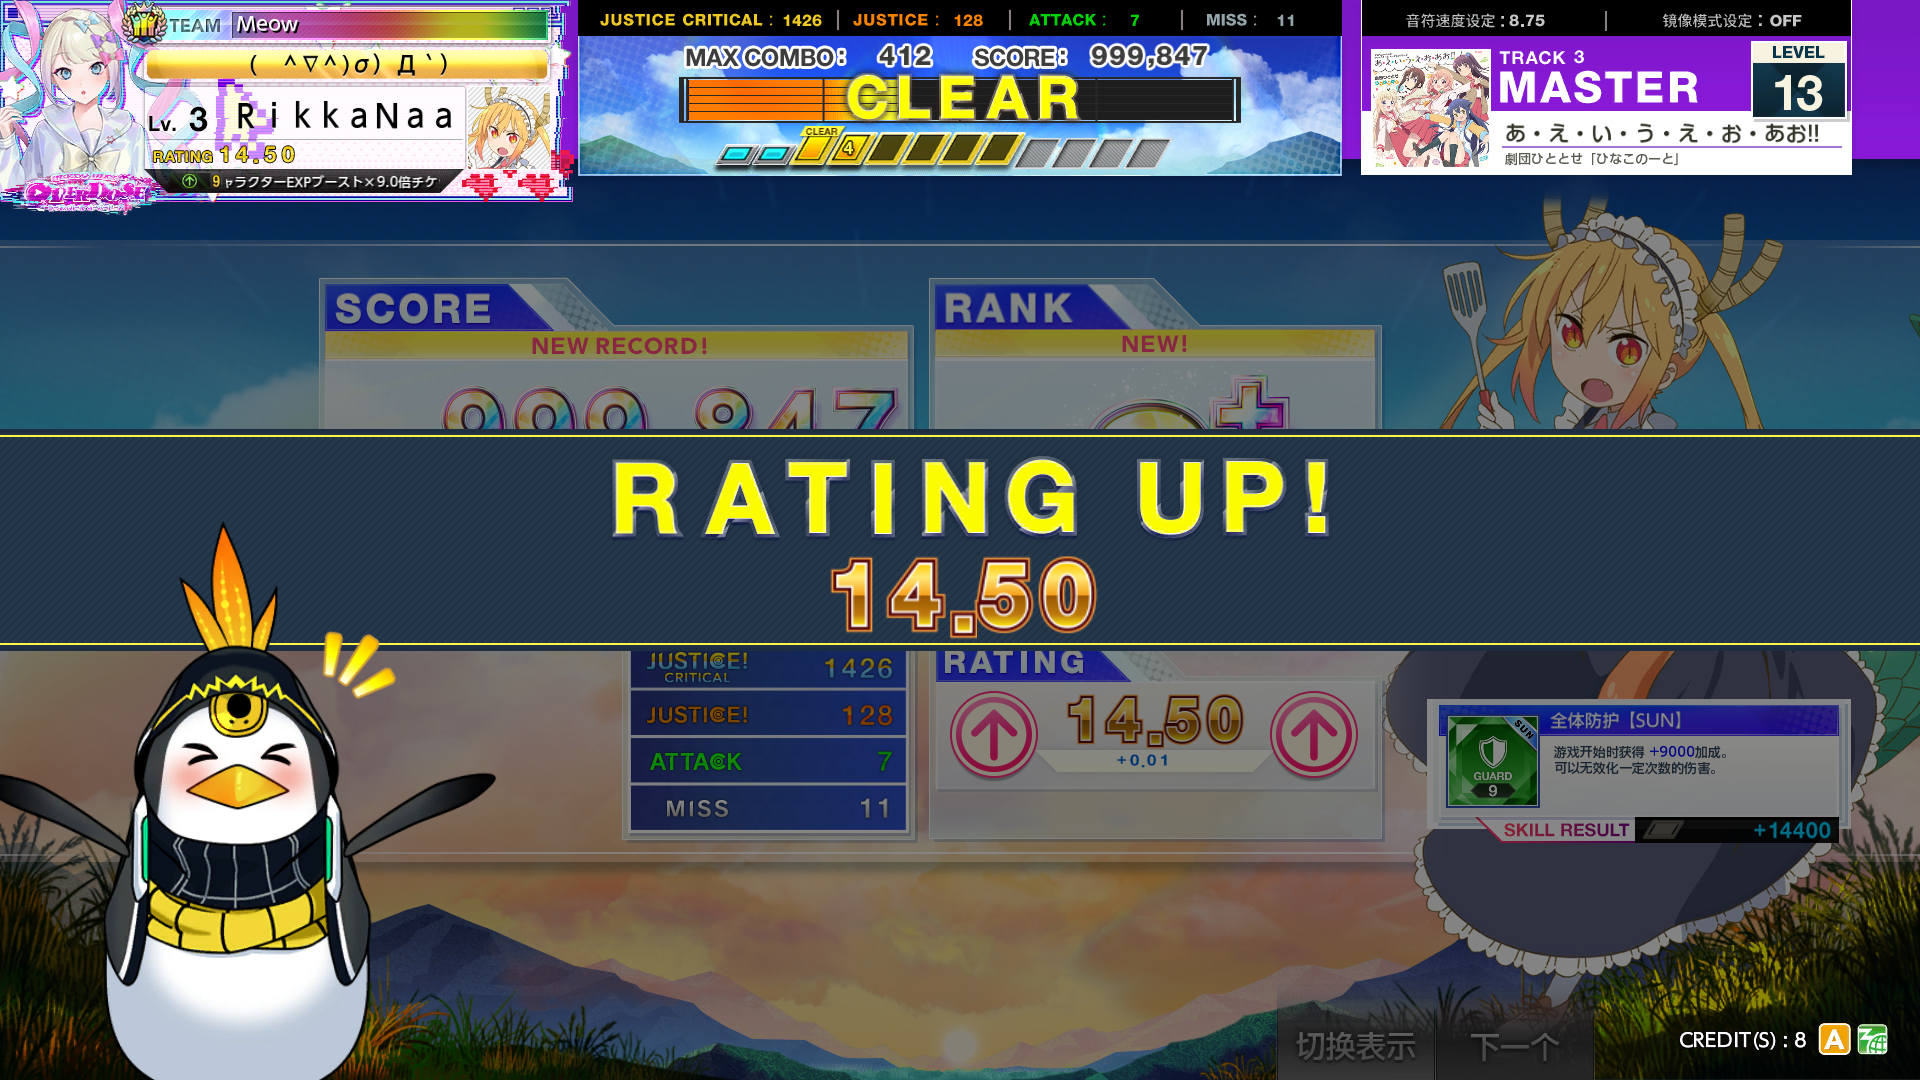 TEAM Meow
( ^∇^)σ) Д `)
Lv. 3 RikkaNaa
RATING 14.50
9 ャラクターEXPブースト×9.0倍チケ
OVERDOSE
JUSTICE CRITICAL : 1426 | JUSTICE : 128 | ATTACK : 7 | MISS : 11
MAX COMBO: 412 SCORE: 999,847
CLEAR
CLEAR
4
音符速度设定 : 8.75 | 镜像模式设定 : OFF
TRACK 3
MASTER
LEVEL
13
あ・え・い・う・え・お・あお!!
劇団ひととせ「ひなこのーと」
SCORE
NEW RECORD!
999,847
RANK
NEW!
RATING UP!
14.50
JUSTICE! CRITICAL 1426
JUSTICE! 128
ATTACK 7
MISS 11
RATING
14.50
+0.01
全体防护【SUN】
SUN
GUARD
9
游戏开始时获得 +9000加成。
可以无效化一定次数的伤害。
SKILL RESULT +14400
切换表示
下一个
CREDIT(S) : 8 A